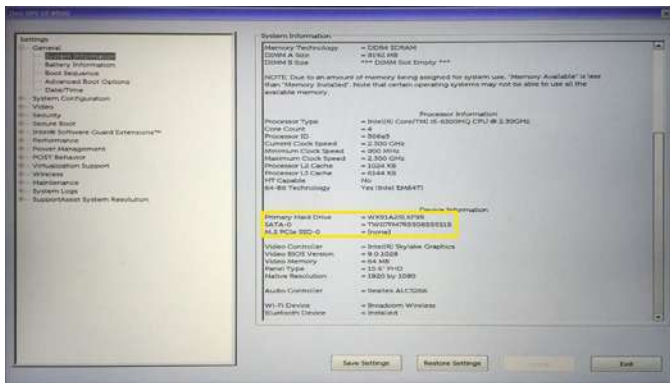 Settings
General
System Information
Battery Information
Boot Sequence
Advanced Boot Options
Date/Time
System Configuration
Video
Security
Secure Boot
Intel® Software Guard Extensions™
Performance
Power Management
POST Behavior
Virtualization Support
Wireless
Maintenance
System Logs
SupportAssist System Resolution
System Information
Memory Technology = DDR4 SDRAM
DIMM A Size = 8192 MB
DIMM B Size *** DIMM Slot Empty ***
NOTE: Due to an amount of memory being assigned for system use, "Memory Available" is less
than "Memory Installed". Note that certain operating systems may not be able to use all the
available memory.
Processor Information
Processor Type = Intel(R) Core(TM) i5-6300HQ CPU @ 2.30GHz
Core Count = 4
Processor ID = 506e3
Current Clock Speed = 2.300 GHz
Minimum Clock Speed = 800 MHz
Maximum Clock Speed = 2.300 GHz
Processor L2 Cache = 1024 KB
Processor L3 Cache = 6144 KB
HT Capable No
64-Bit Technology Yes (Intel EM64T)
Device Information
Primary Hard Drive
SATA-0
M.2 PCIe SSD-0 = (none)
Video Controller = Intel(R) Skylake Graphics
Video BIOS Version = 9.0.1028
Video Memory = 64 MB
Panel Type = 15.6" FHD
Native Resolution = 1920 by 1080
Audio Controller = Realtek ALC3266
Wi-Fi Device = Broadcom Wireless
Bluetooth Device = Installed
Save Settings Restore Settings Exit